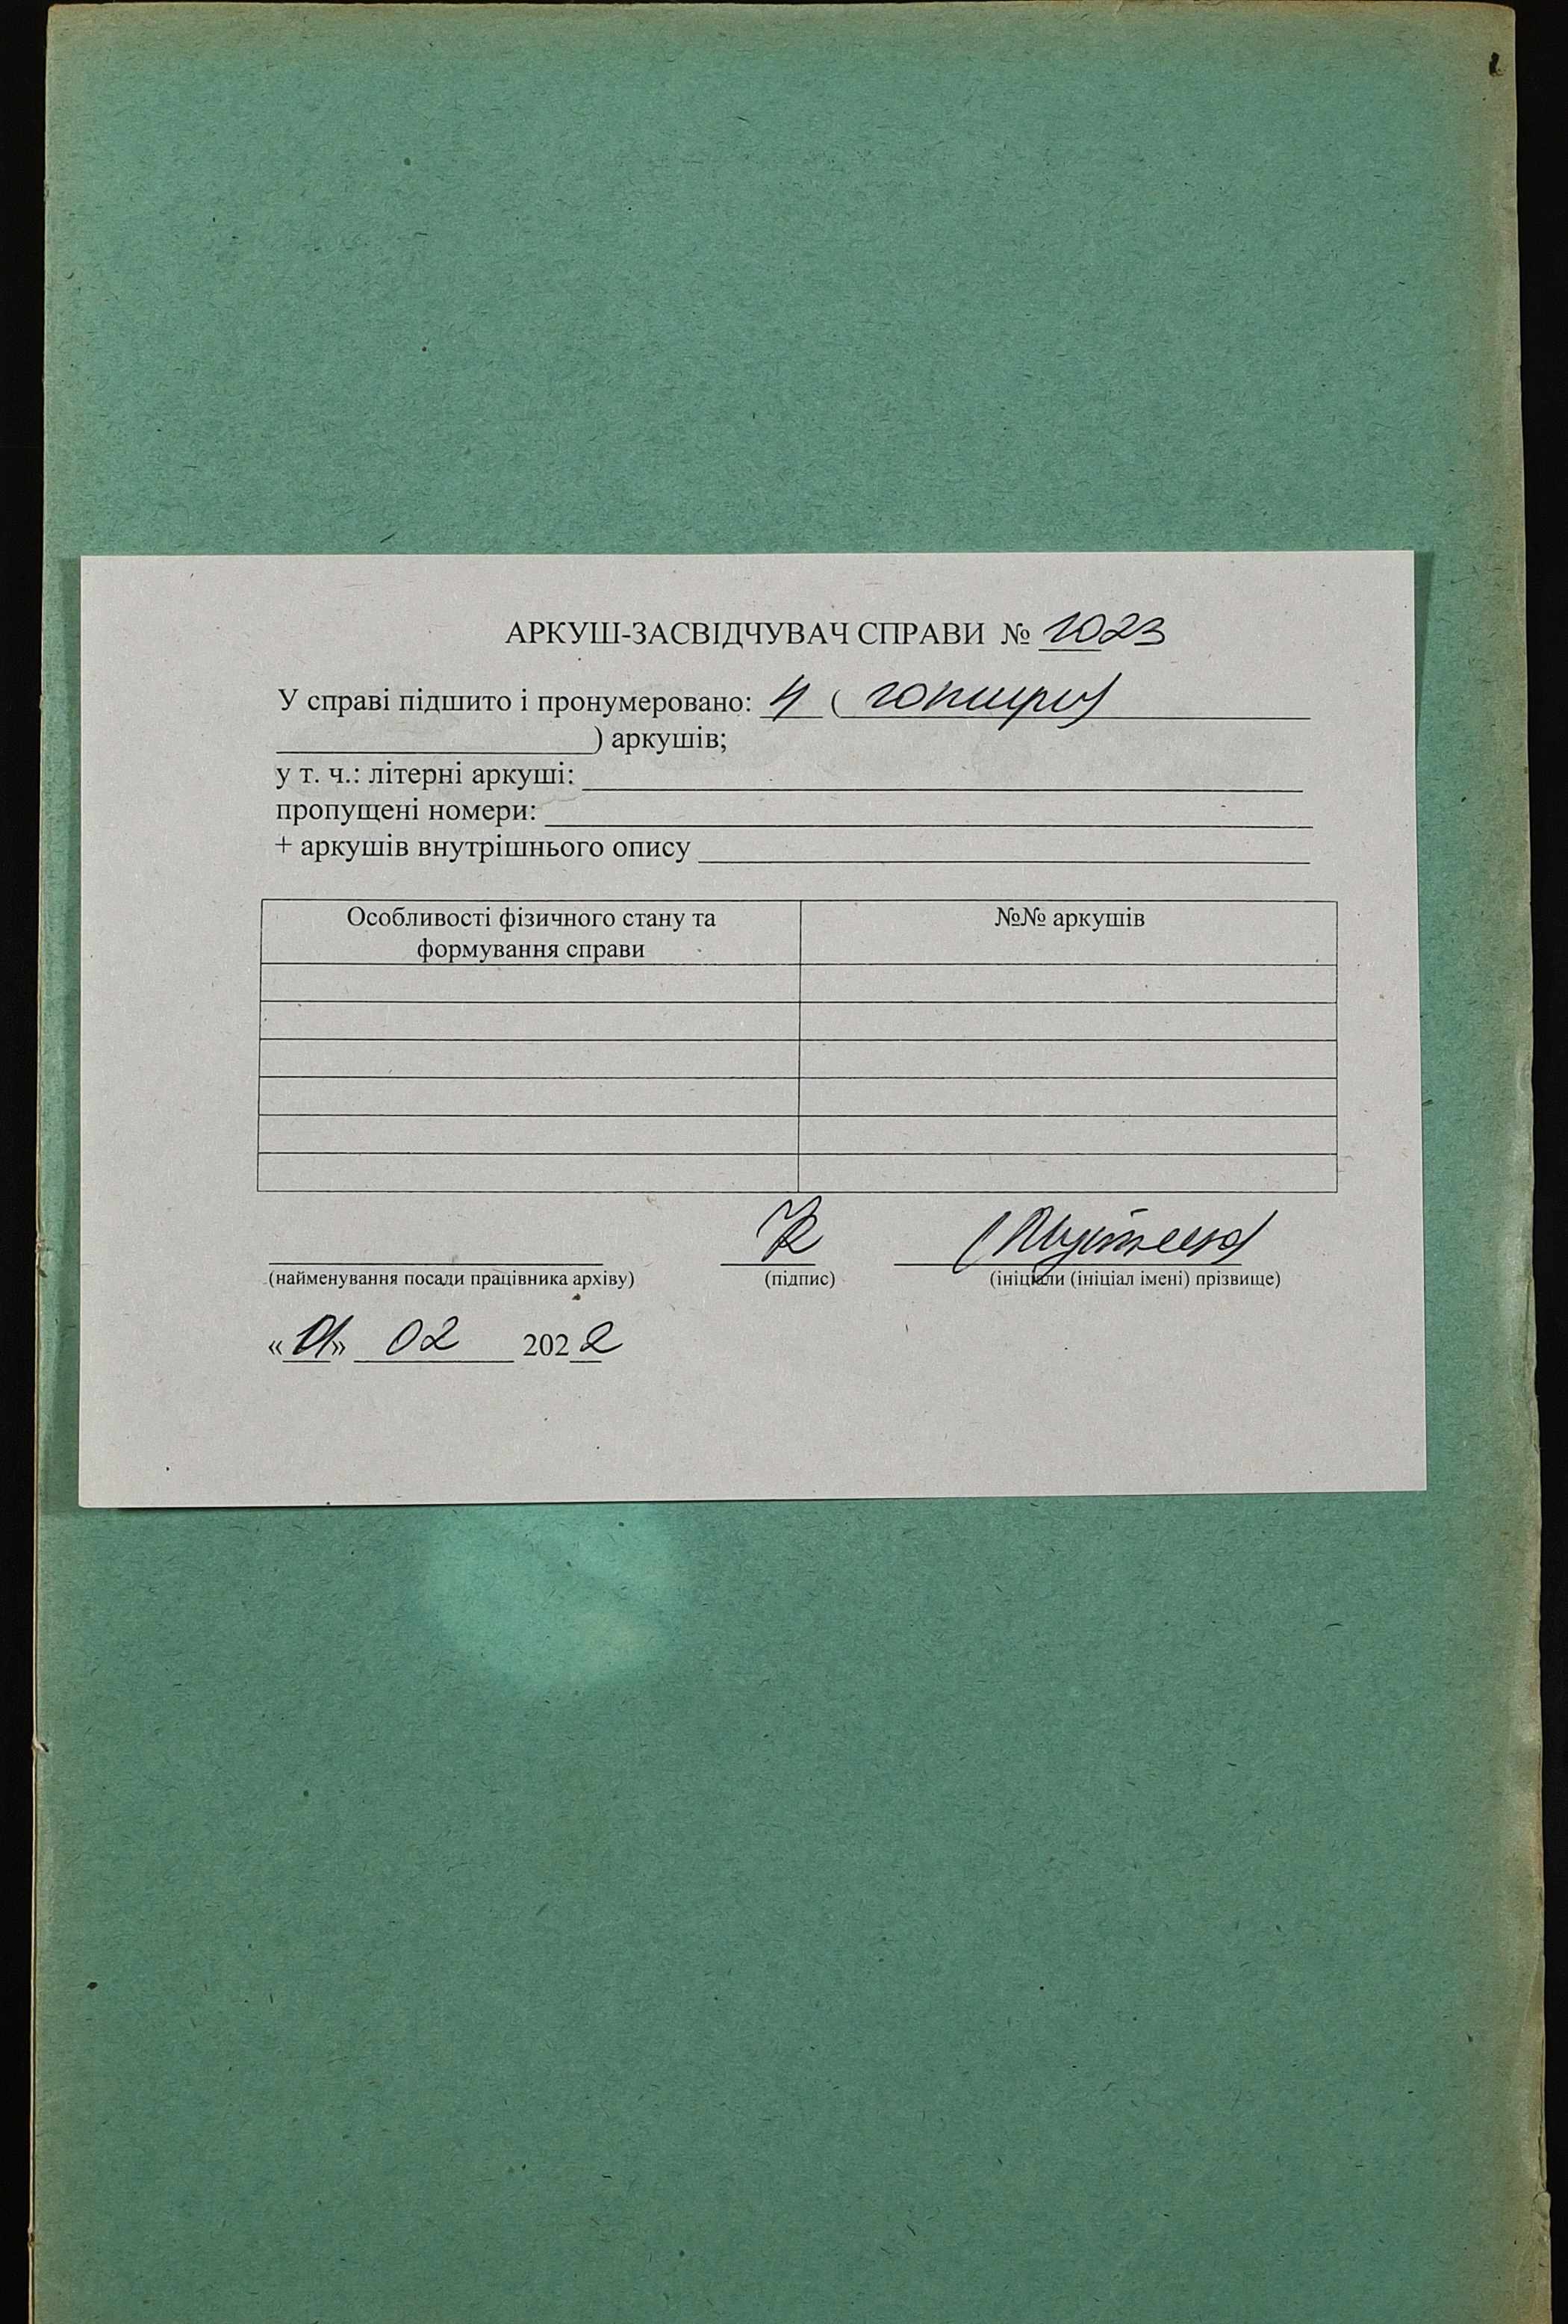 АРКУШ-ЗАСВІДЧУВАЧ СПРАВИ № 1023
У справі підшито і пронумеровано: 4 ( чотири)
) аркушів;
у т. ч.: літерні аркуші:
пропущені номери:
+ аркушів внутрішнього опису
Особливості фізичного стану та формування справи
№№ аркушів
(найменування посади працівника архіву)
(підпис)
(ініціали (ініціал імені) прізвище)
«01» 02 2022